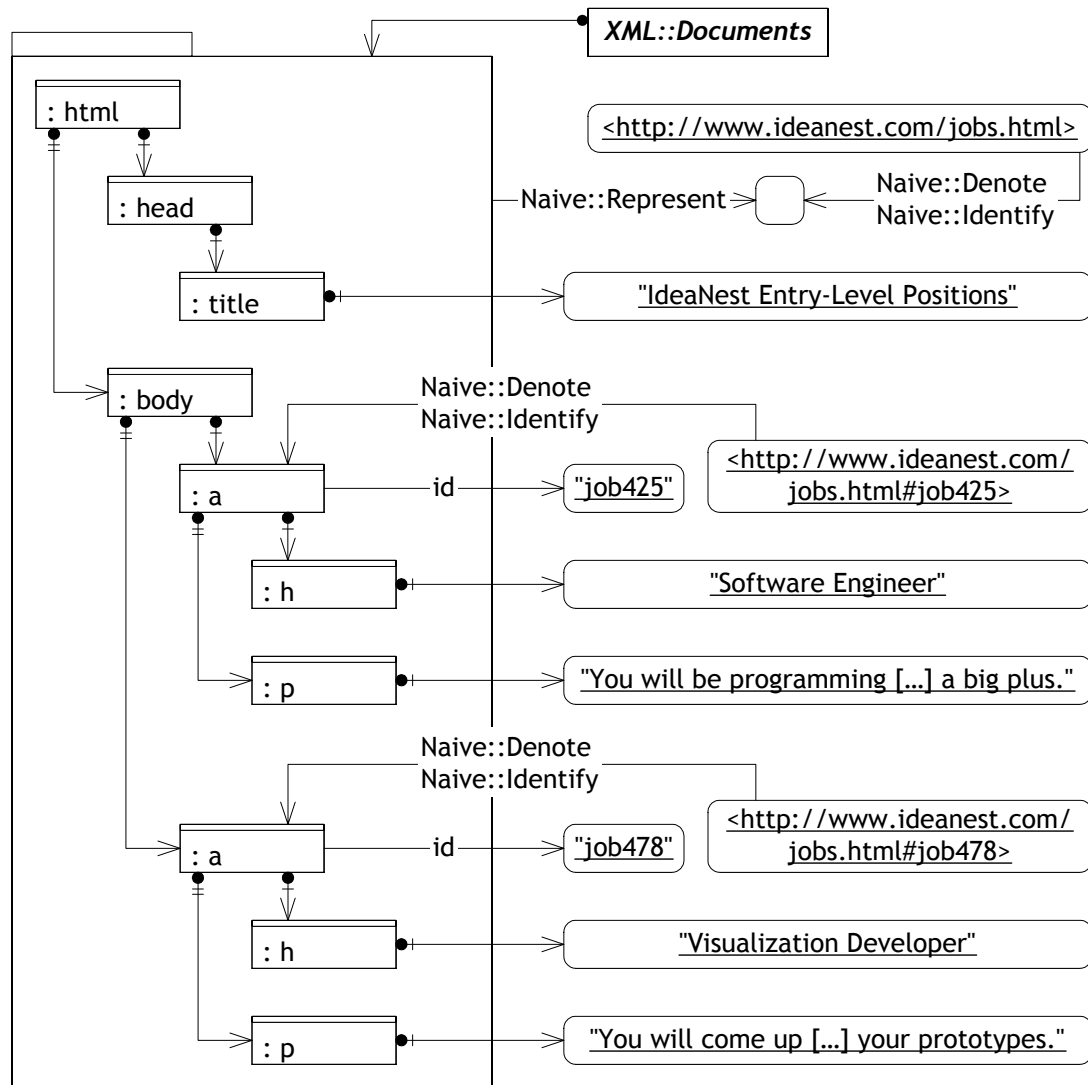 XML::Documents
: html
<http://www.ideanest.com/jobs.html>
: head
Naive::Represent
Naive::Denote
Naive::Identify
: title
"IdeaNest Entry-Level Positions"
: body
Naive::Denote
Naive::Identify
: a
id
"job425"
<http://www.ideanest.com/
jobs.html#job425>
: h
"Software Engineer"
: p
"You will be programming […] a big plus."
Naive::Denote
Naive::Identify
: a
id
"job478"
<http://www.ideanest.com/
jobs.html#job478>
: h
"Visualization Developer"
: p
"You will come up […] your prototypes."